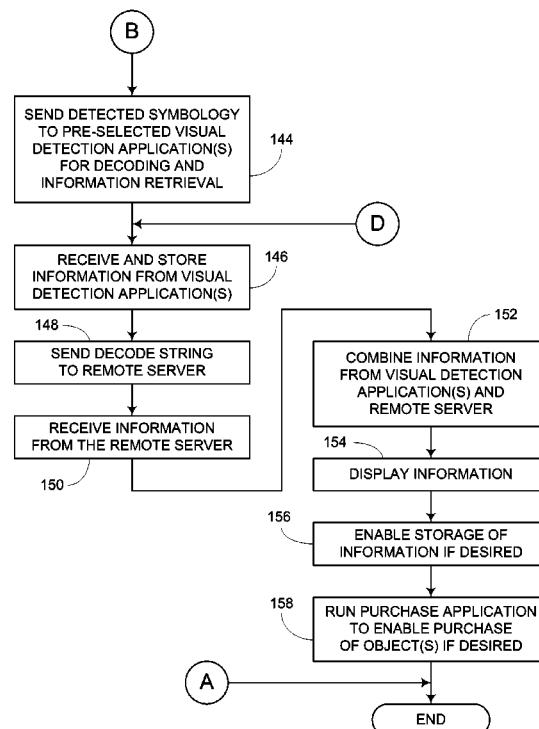 B
SEND DETECTED SYMBOLOGY
TO PRE-SELECTED VISUAL
DETECTION APPLICATION(S)
FOR DECODING AND
INFORMATION RETRIEVAL
144
D
RECEIVE AND STORE
INFORMATION FROM VISUAL
DETECTION APPLICATION(S)
146
148
SEND DECODE STRING
TO REMOTE SERVER
RECEIVE INFORMATION
FROM THE REMOTE SERVER
150
152
COMBINE INFORMATION
FROM VISUAL DETECTION
APPLICATION(S) AND
REMOTE SERVER
154
DISPLAY INFORMATION
156
ENABLE STORAGE OF
INFORMATION IF DESIRED
158
RUN PURCHASE APPLICATION
TO ENABLE PURCHASE
OF OBJECT(S) IF DESIRED
A
END